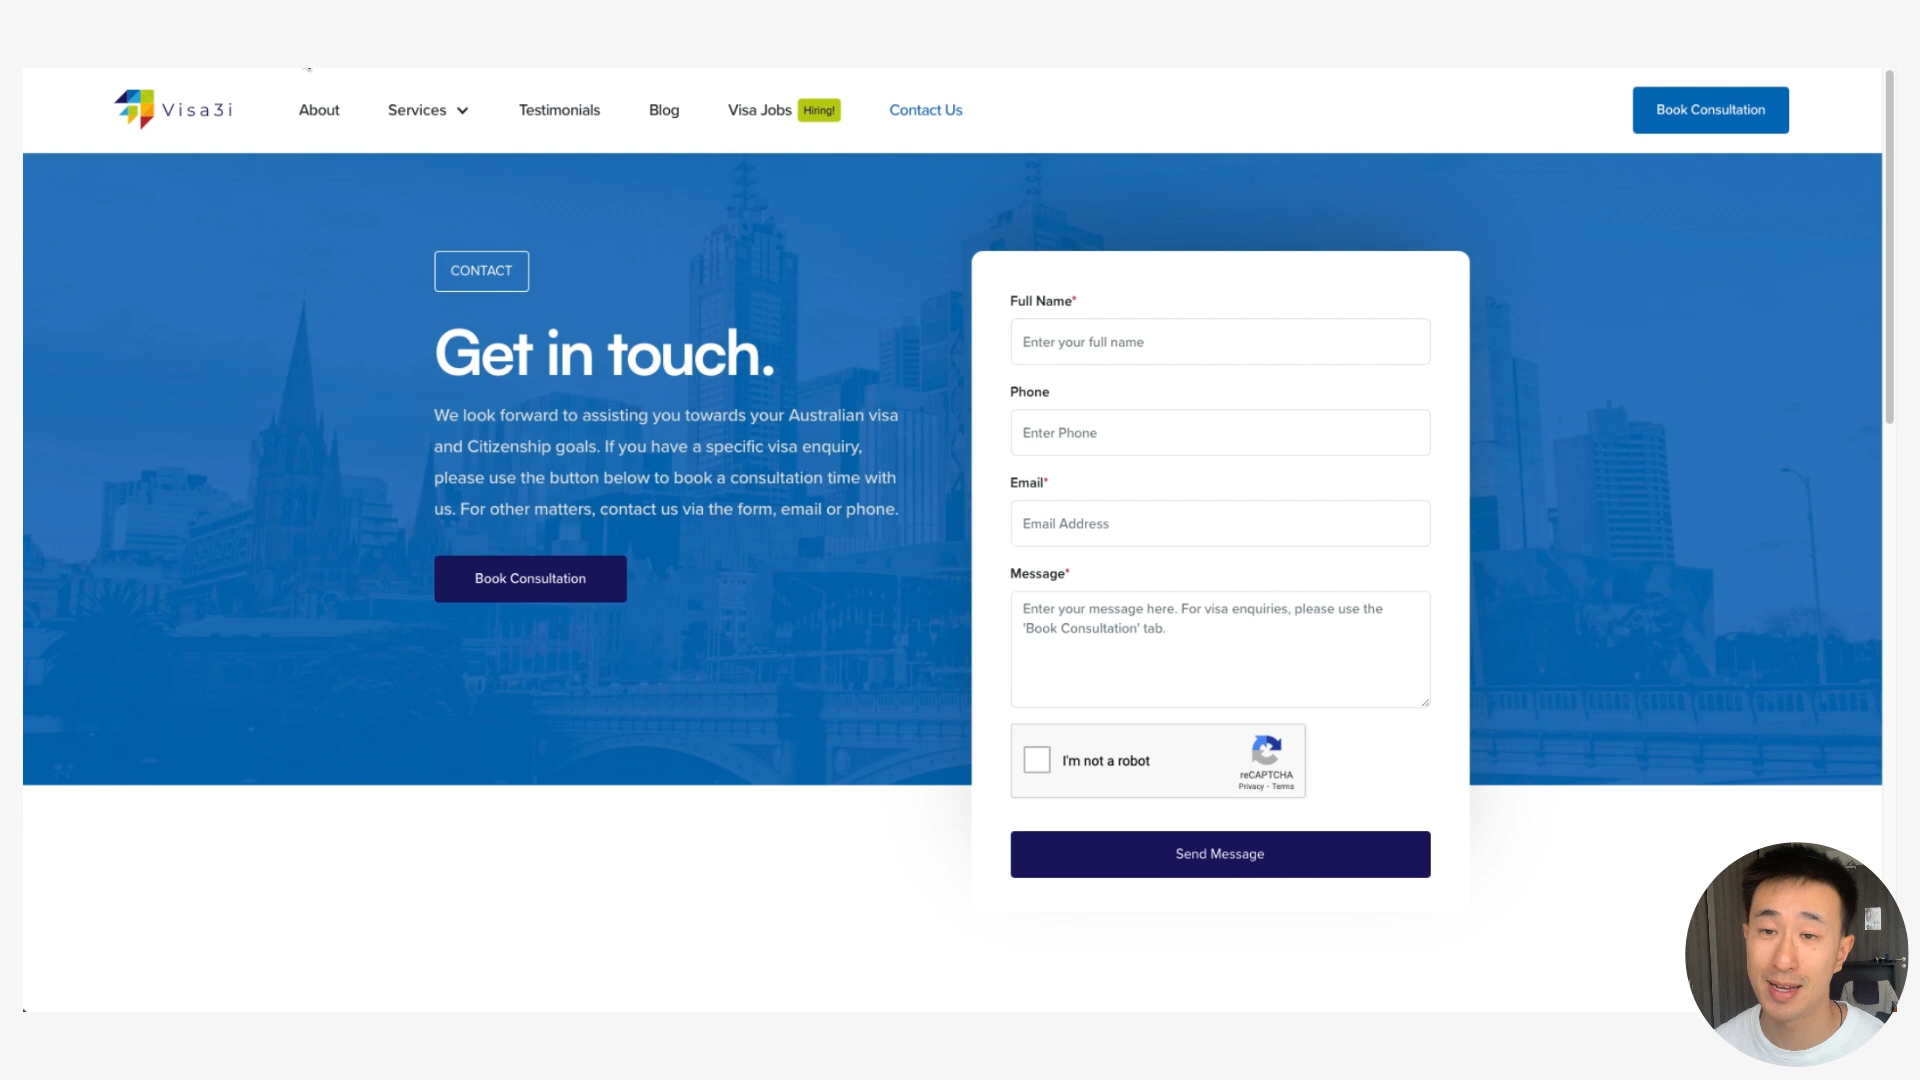 Visa3i
About
Services
Testimonials
Blog
Visa Jobs
Hiring!
Contact Us
Book Consultation
CONTACT
Get in touch.
We look forward to assisting you towards your Australian visa
and Citizenship goals. If you have a specific visa enquiry,
please use the button below to book a consultation time with
us. For other matters, contact us via the form, email or phone.
Book Consultation
Full Name*
Enter your full name
Phone
Enter Phone
Email*
Email Address
Message*
Enter your message here. For visa enquiries, please use the
'Book Consultation' tab.
I'm not a robot
reCAPTCHA
Privacy - Terms
Send Message